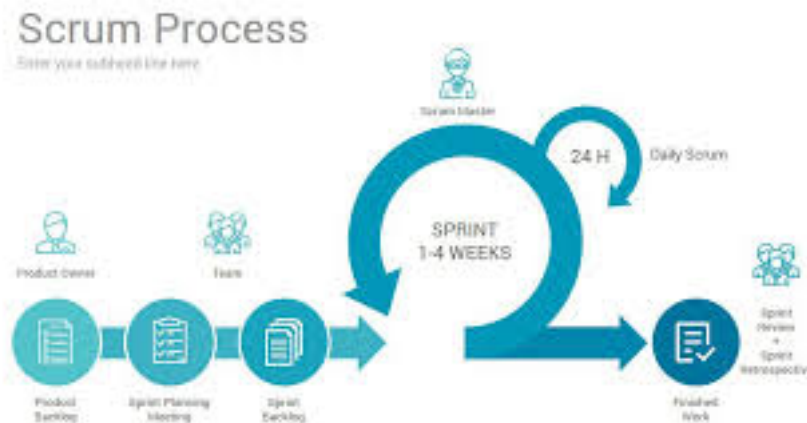 Scrum Process
Enter your subhead line here
Scrum Master
24 H
Daily Scrum
SPRINT
1-4 WEEKS
Product Owner
Team
Sprint
Review
+
Sprint
Retrospectiv
Product
Backlog
Sprint Planning
Meeting
Sprint
Backlog
Finished
Work